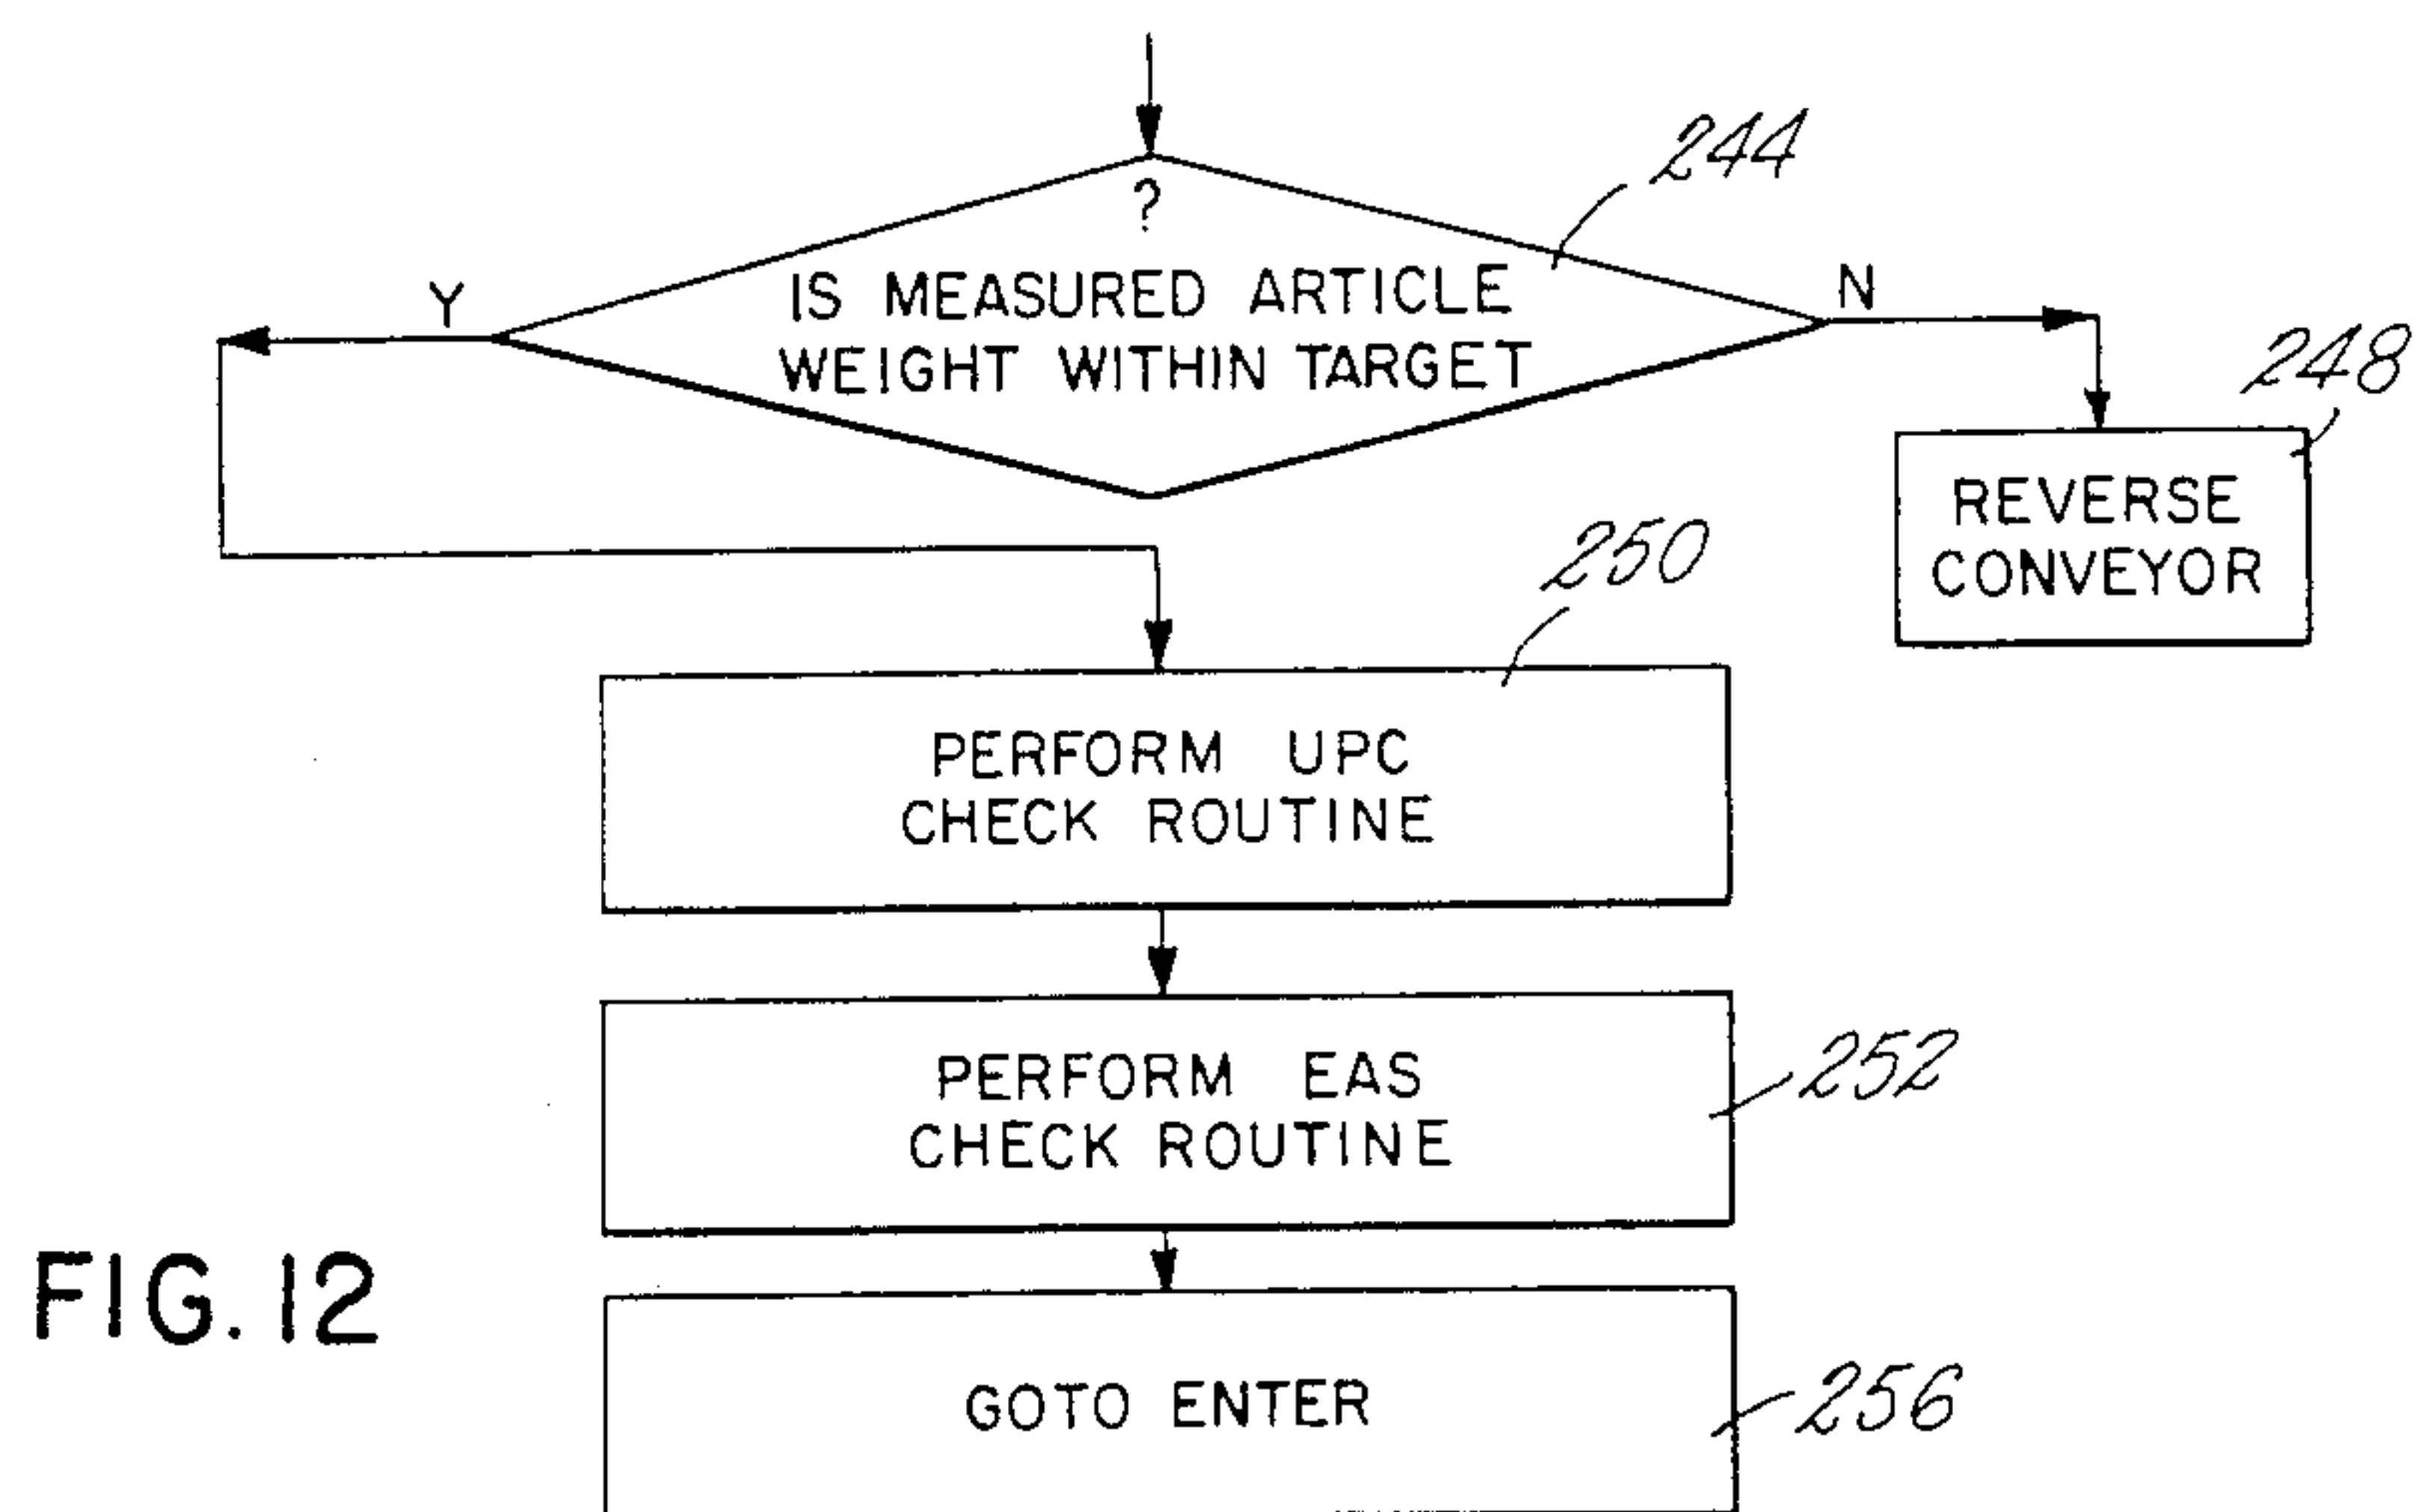 244
?
Y
IS MEASURED ARTICLE
WEIGHT WITHIN TARGET
N
248
REVERSE
CONVEYOR
250
PERFORM UPC
CHECK ROUTINE
PERFORM EAS
CHECK ROUTINE
252
FIG. 12
GOTO ENTER
256